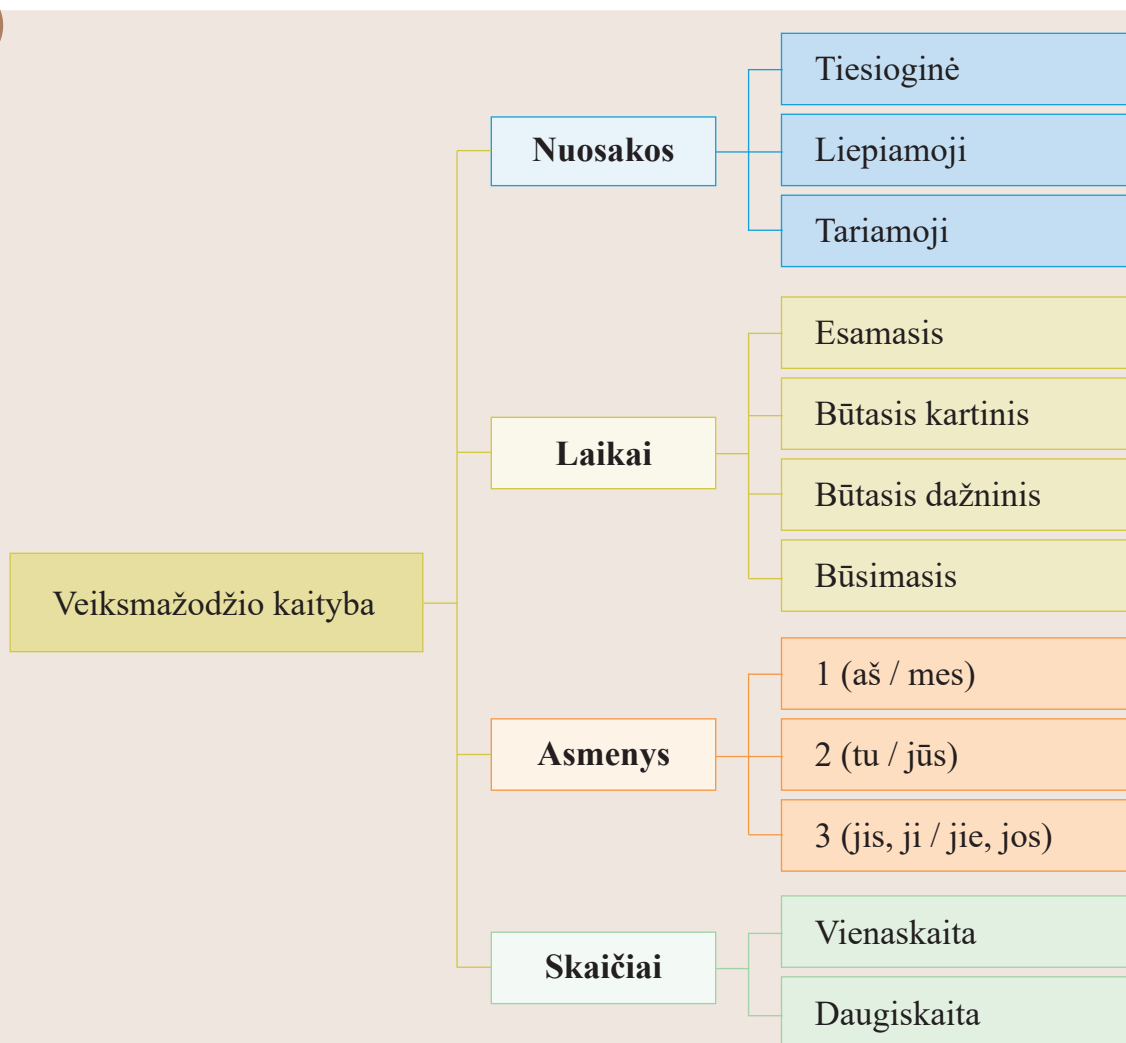 Veiksmažodžio kaityba
Nuosakos
Tiesioginė
Liepiamoji
Tariamoji
Laikai
Esamasis
Būtasis kartinis
Būtasis dažninis
Būsimasis
Asmenys
1 (aš / mes)
2 (tu / jūs)
3 (jis, ji / jie, jos)
Skaičiai
Vienaskaita
Daugiskaita